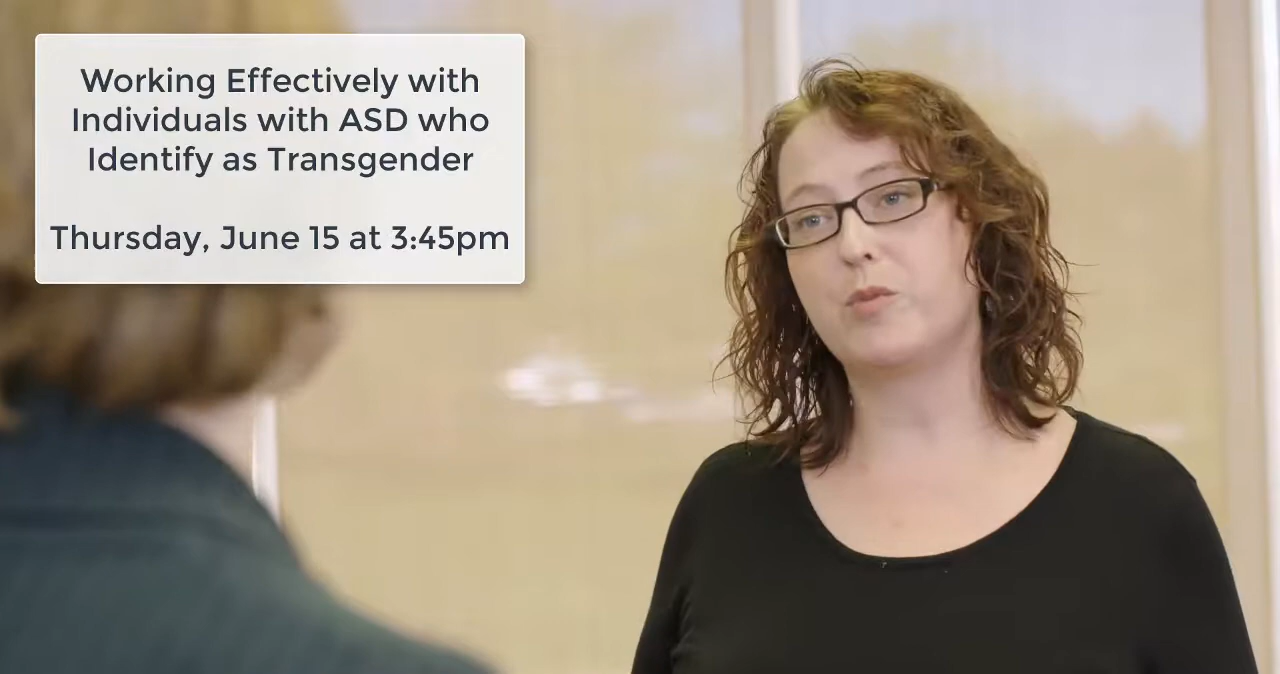 Working Effectively with
Individuals with ASD who
Identify as Transgender
Thursday, June 15 at 3:45pm